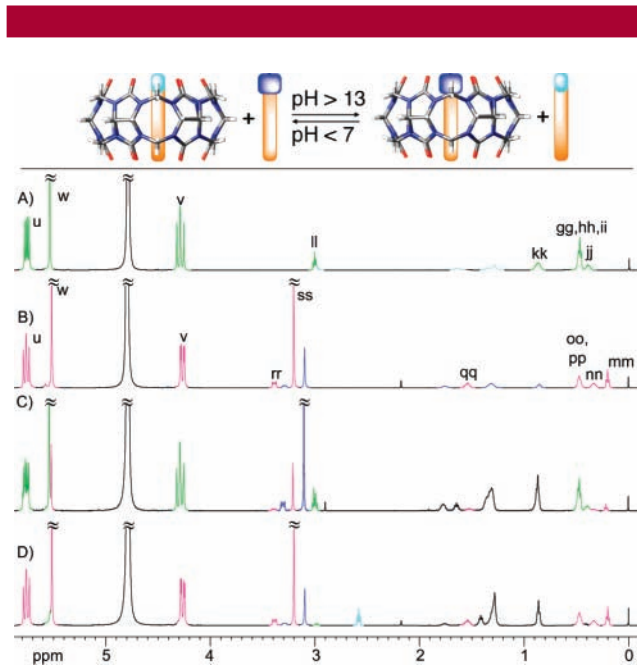 +
pH > 13
pH < 7
+
A)
u
≈
w
≈
v
ll
kk
gg,hh,ii
jj
B)
u
≈
w
≈
v
rr
≈
ss
qq
oo,
pp
nn
mm
C)
≈
≈
≈
D)
≈
≈
≈
ppm 5 4 3 2 1 0